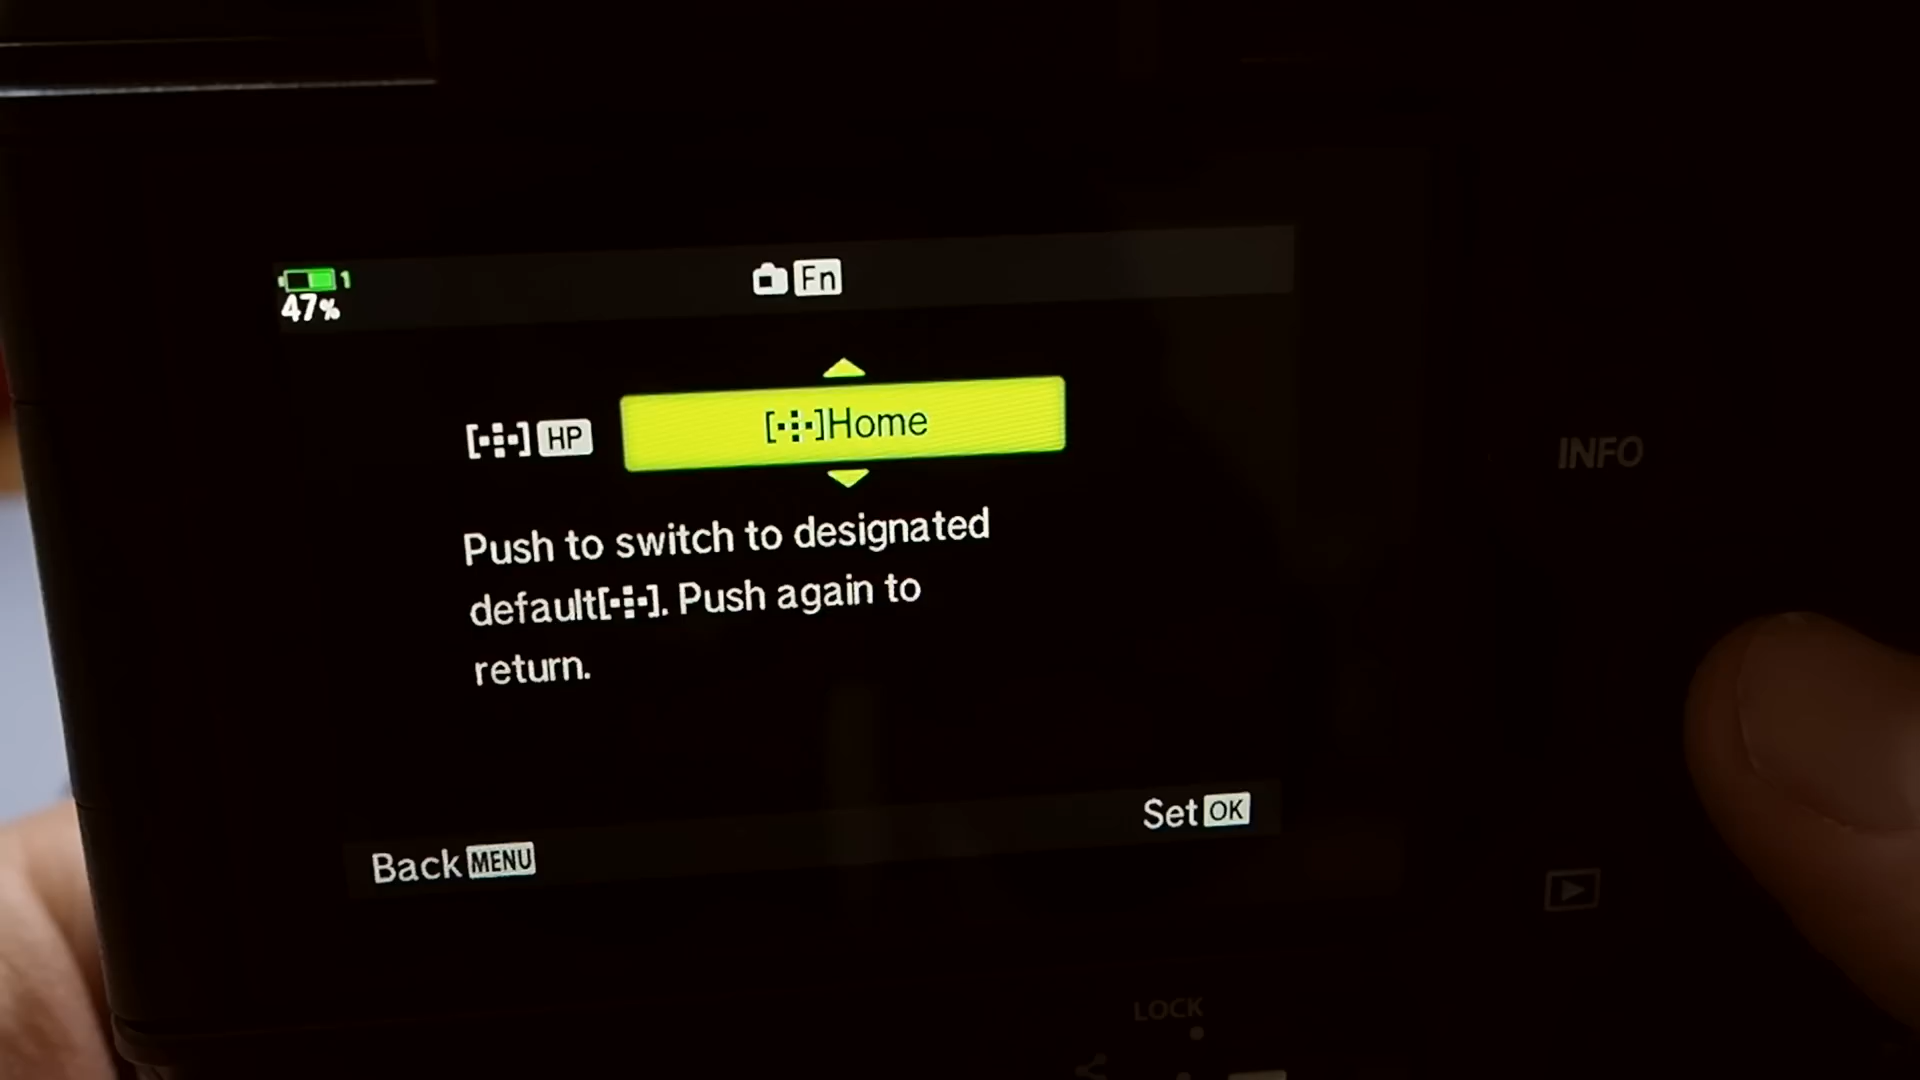 1
47%
Fn
[·:·]HP [·:·]Home
Push to switch to designated
default[·:·]. Push again to
return.
Set OK
Back MENU
INFO
LOCK